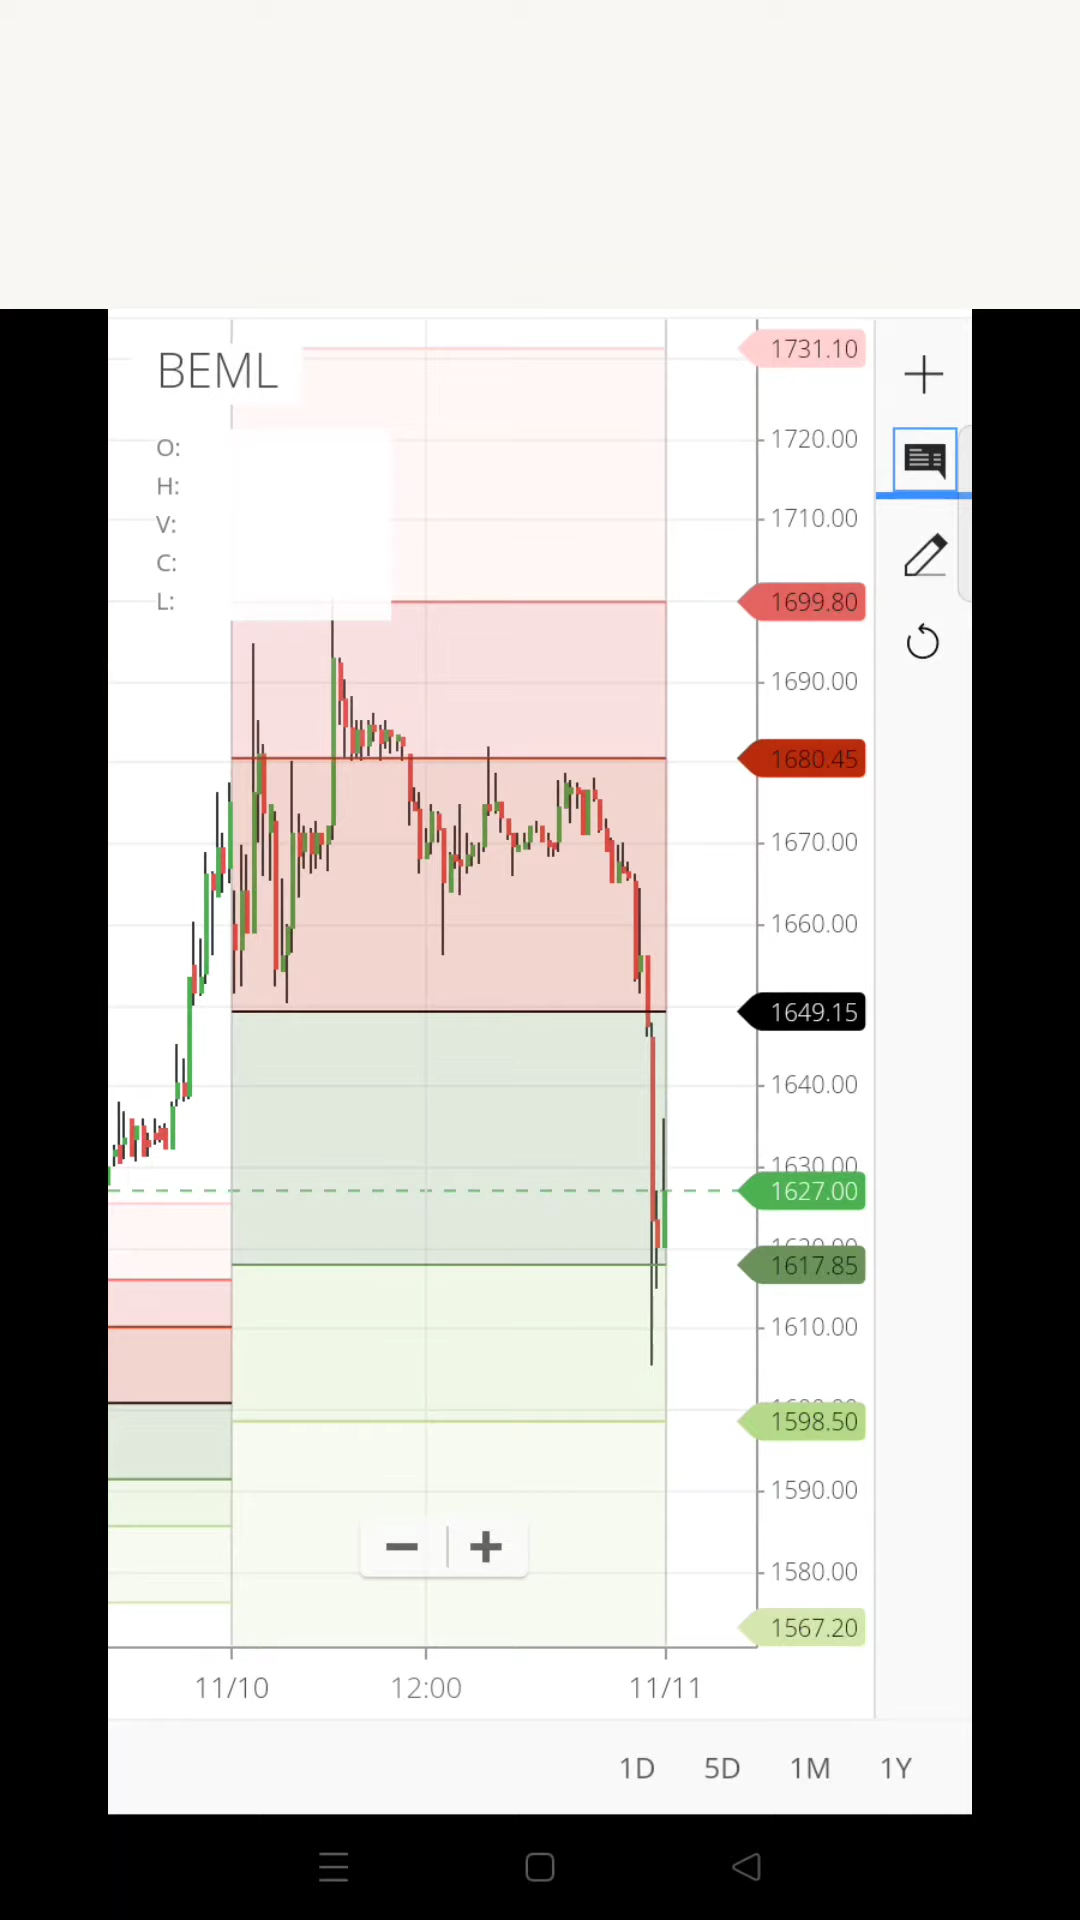 BEML
O:
H:
V:
C:
L:
1731.10
1720.00
1710.00
1699.80
1690.00
1680.45
1670.00
1660.00
1649.15
1640.00
1630.00
1627.00
1617.85
1610.00
1598.50
1590.00
1580.00
1567.20
11/10 12:00 11/11
1D 5D 1M 1Y